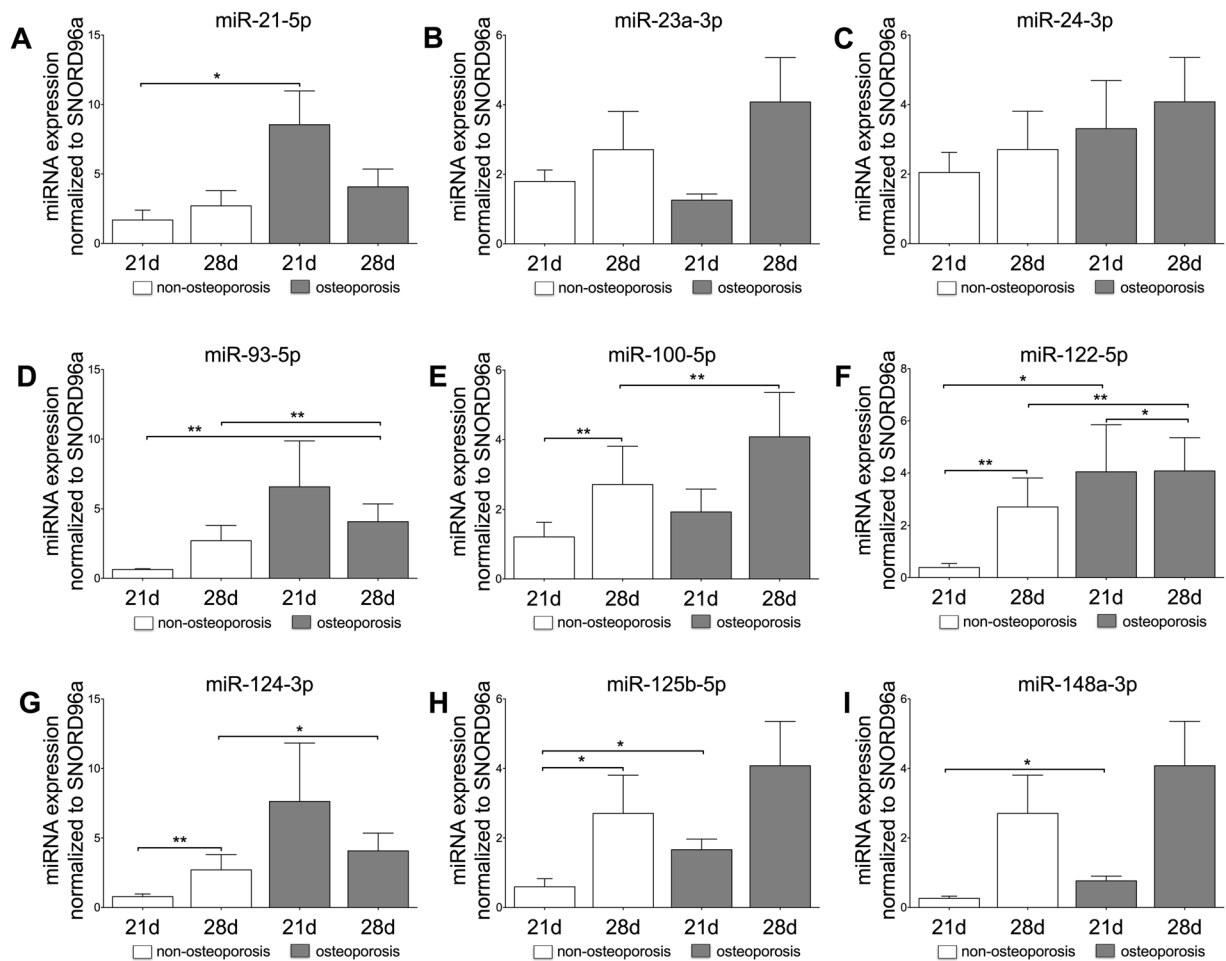 A
miR-21-5p
miRNA expression
normalized to SNORD96a
15
10
5
0
*
21d 28d 21d 28d
non-osteoporosis osteoporosis
B
miR-23a-3p
miRNA expression
normalized to SNORD96a
6
4
2
0
21d 28d 21d 28d
non-osteoporosis osteoporosis
C
miR-24-3p
miRNA expression
normalized to SNORD96a
6
4
2
0
21d 28d 21d 28d
non-osteoporosis osteoporosis
D
miR-93-5p
miRNA expression
normalized to SNORD96a
15
10
5
0
**
**
21d 28d 21d 28d
non-osteoporosis osteoporosis
E
miR-100-5p
miRNA expression
normalized to SNORD96a
6
4
2
0
**
**
21d 28d 21d 28d
non-osteoporosis osteoporosis
F
miR-122-5p
miRNA expression
normalized to SNORD96a
8
6
4
2
0
*
**
*
**
21d 28d 21d 28d
non-osteoporosis osteoporosis
G
miR-124-3p
miRNA expression
normalized to SNORD96a
15
10
5
0
*
**
21d 28d 21d 28d
non-osteoporosis osteoporosis
H
miR-125b-5p
miRNA expression
normalized to SNORD96a
6
4
2
0
*
*
21d 28d 21d 28d
non-osteoporosis osteoporosis
I
miR-148a-3p
miRNA expression
normalized to SNORD96a
6
4
2
0
*
21d 28d 21d 28d
non-osteoporosis osteoporosis